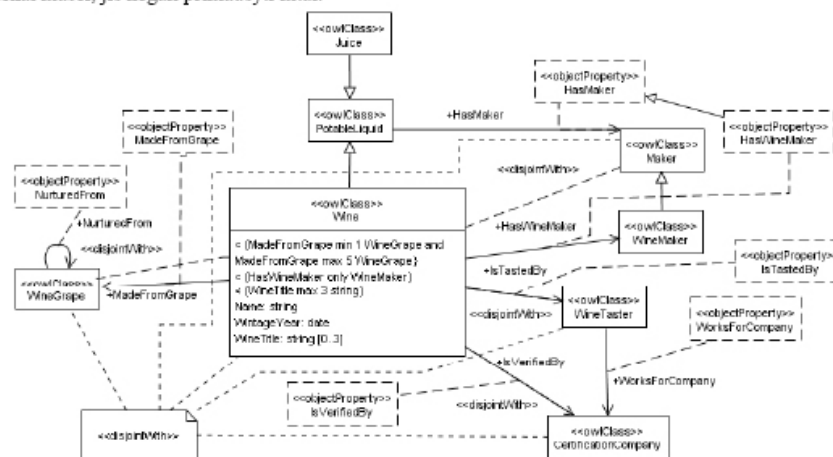 <<owlClass>>
Juice
<<owlClass>>
PotableLiquid
+HasMaker
<<objectProperty>>
HasMaker
<<objectProperty>>
HasWineMaker
<<objectProperty>>
MadeFromGrape
<<owlClass>>
Maker
<<disjointWith>>
<<objectProperty>>
NurturedFrom
+NurturedFrom
<<disjointWith>>
<<owlClass>>
Wine
< {MadeFromGrape min 1 WineGrape and
MadeFromGrape max 5 WineGrape}
< {HasWineMaker only WineMaker}
< {WineTitle max 3 string}
Name: string
WintageYear: date
WineTitle: string [0..3]
+HasWineMaker
<<owlClass>>
WineMaker
<<objectProperty>>
IsTastedBy
+IsTastedBy
<<owlClass>>
WineGrape
+MadeFromGrape
<<disjointWith>>
<<owlClass>>
WineTaster
<<objectProperty>>
WorksForCompany
+IsVerifiedBy
+WorksForCompany
<<objectProperty>>
IsVerifiedBy
<<disjointWith>>
<<disjointWith>>
<<owlClass>>
CertificationCompany